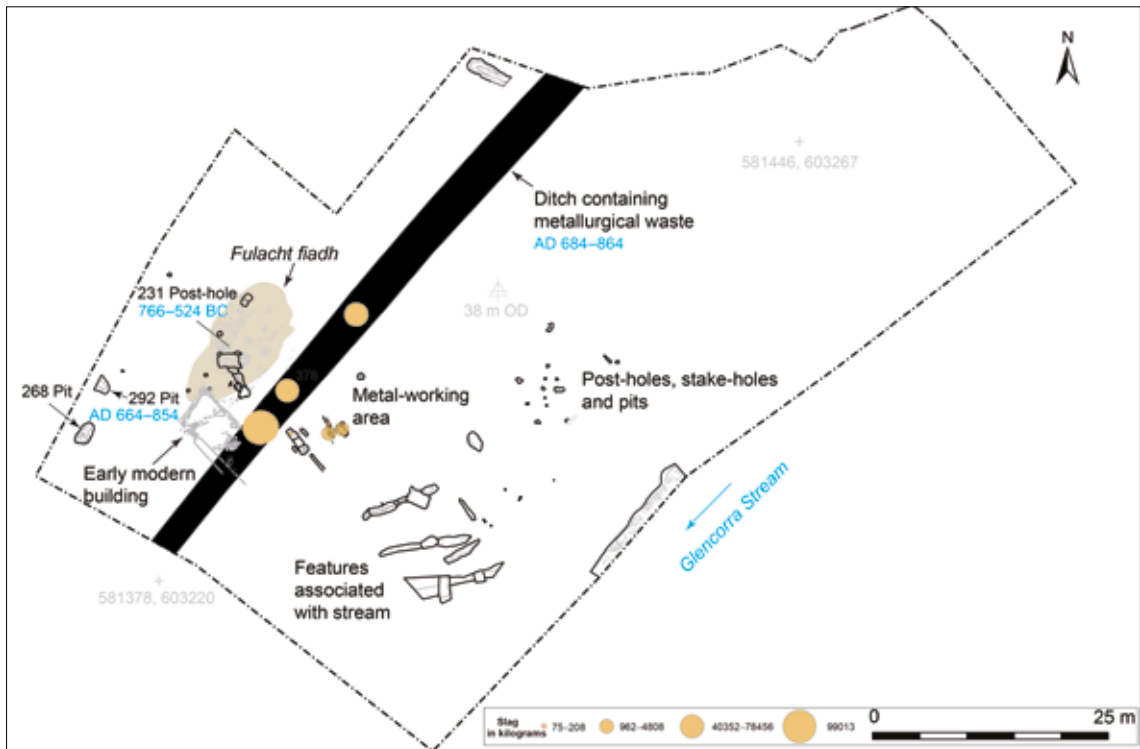 N
581446, 603267
Ditch containing
metallurgical waste
AD 684–864
Fulacht fiadh
231 Post-hole
766–524 BC
38 m OD
378
268 Pit
292 Pit
AD 664–854
Metal-working
area
Post-holes, stake-holes
and pits
Early modern
building
Glencorra Stream
Features
associated
with stream
581378, 603220
Slag
in kilograms
75–208
962–4808
40352–78456
99013
0
25 m